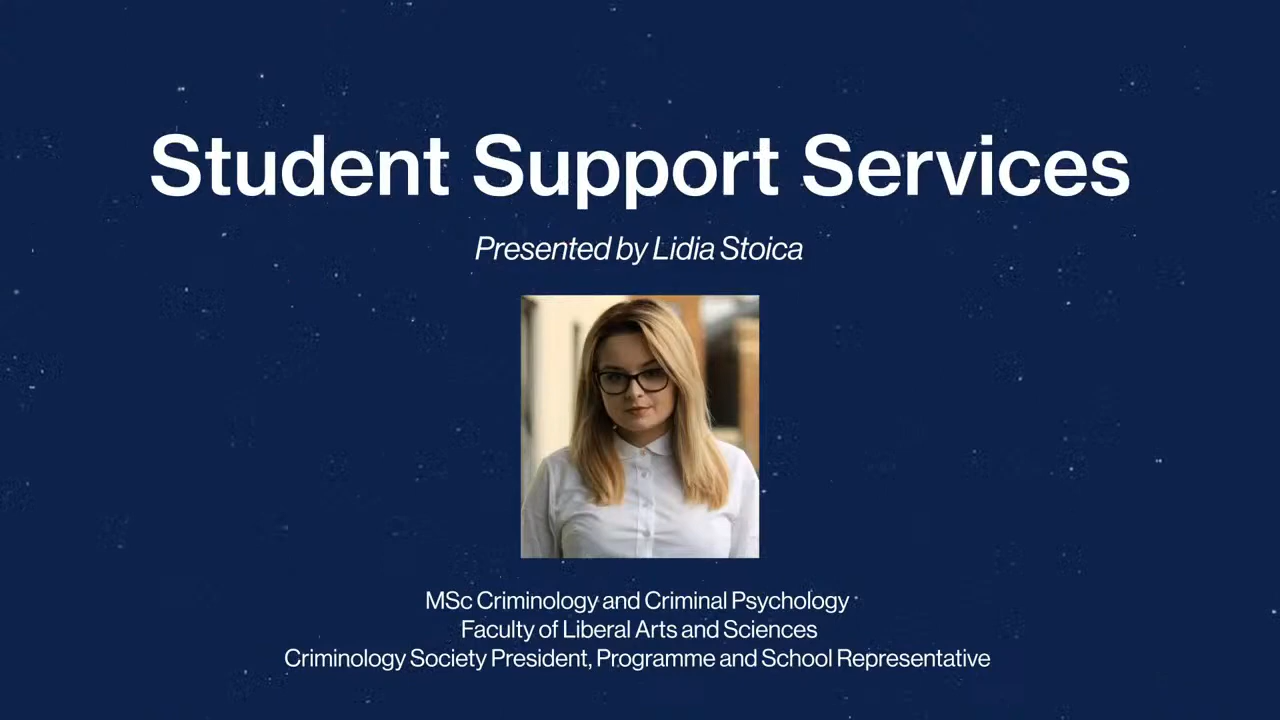 Student Support Services
Presented by Lidia Stoica
MSc Criminology and Criminal Psychology
Faculty of Liberal Arts and Sciences
Criminology Society President, Programme and School Representative